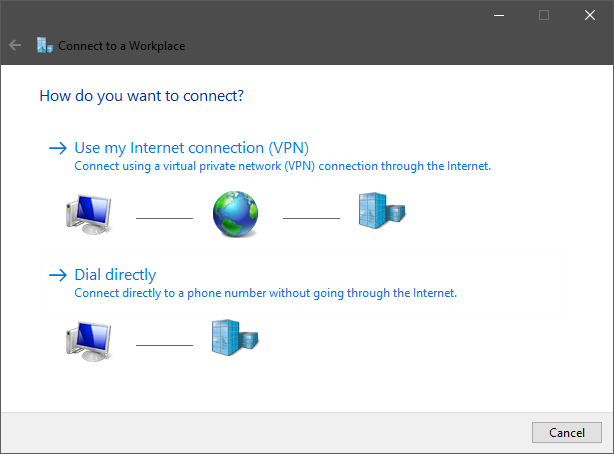 Connect to a Workplace
How do you want to connect?
Use my Internet connection (VPN)
Connect using a virtual private network (VPN) connection through the Internet.
Dial directly
Connect directly to a phone number without going through the Internet.
Cancel